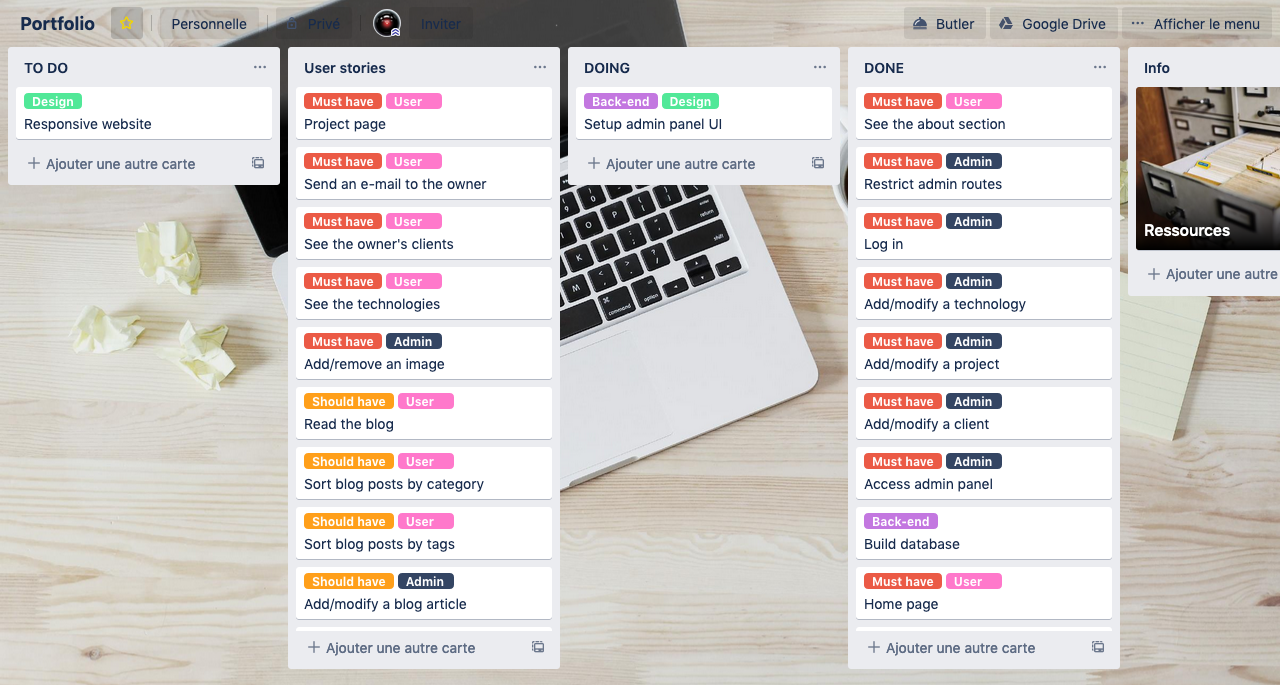 Portfolio
Personnelle
Privé
Inviter
Butler
Google Drive
Afficher le menu
TO DO
Design
Responsive website
Ajouter une autre carte
User stories
Must have User
Project page
Must have User
Send an e-mail to the owner
Must have User
See the owner's clients
Must have User
See the technologies
Must have Admin
Add/remove an image
Should have User
Read the blog
Should have User
Sort blog posts by category
Should have User
Sort blog posts by tags
Should have Admin
Add/modify a blog article
Ajouter une autre carte
DOING
Back-end Design
Setup admin panel UI
Ajouter une autre carte
DONE
Must have User
See the about section
Must have Admin
Restrict admin routes
Must have Admin
Log in
Must have Admin
Add/modify a technology
Must have Admin
Add/modify a project
Must have Admin
Add/modify a client
Must have Admin
Access admin panel
Back-end
Build database
Must have User
Home page
Ajouter une autre carte
Info
Ressources
Ajouter une autre